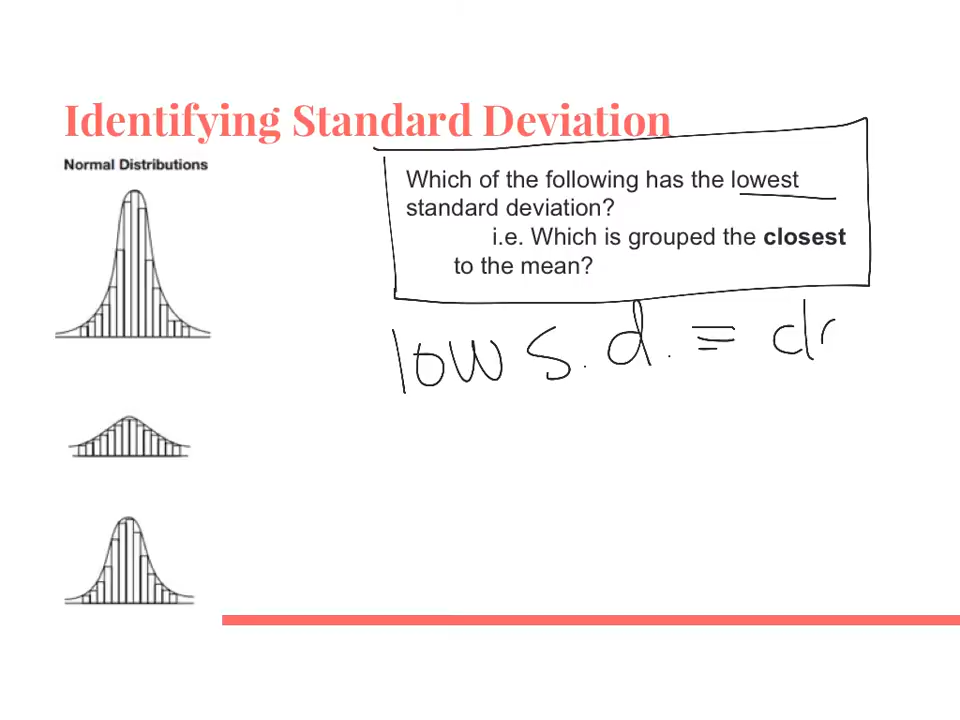 Identifying Standard Deviation
Normal Distributions
Which of the following has the lowest
standard deviation?
i.e. Which is grouped the closest
to the mean?
low s.d. =